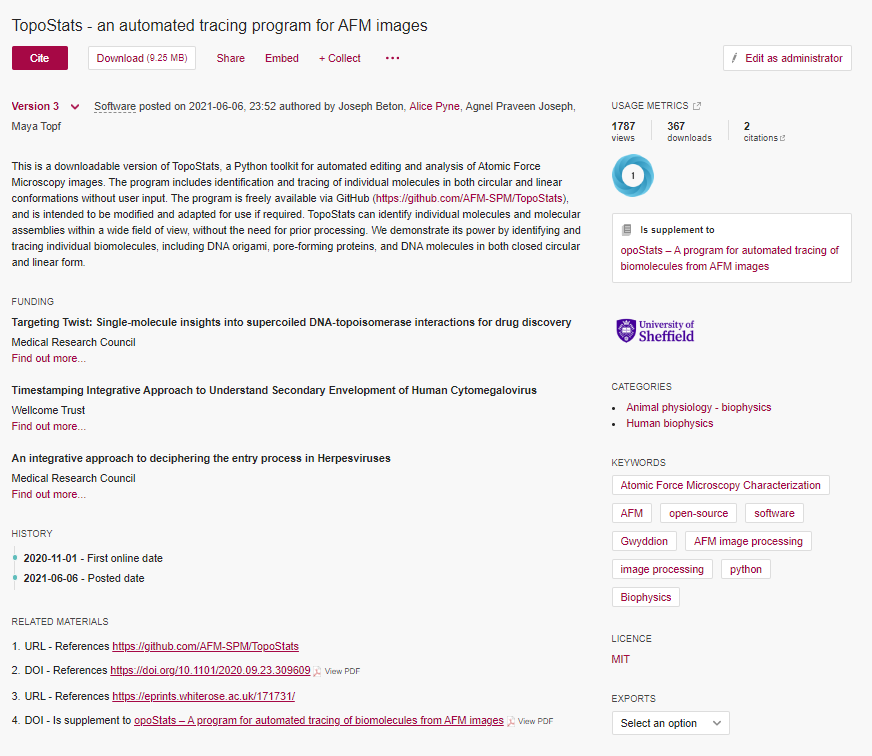 TopoStats - an automated tracing program for AFM images
Cite
Download (9.25 MB)
Share
Embed
+ Collect
Edit as administrator
Version 3
Software posted on 2021-06-06, 23:52 authored by Joseph Beton, Alice Pyne, Agnel Praveen Joseph,
Maya Topf
This is a downloadable version of TopoStats, a Python toolkit for automated editing and analysis of Atomic Force
Microscopy images. The program includes identification and tracing of individual molecules in both circular and linear
conformations without user input. The program is freely available via GitHub (https://github.com/AFM-SPM/TopoStats),
and is intended to be modified and adapted for use if required. TopoStats can identify individual molecules and molecular
assemblies within a wide field of view, without the need for prior processing. We demonstrate its power by identifying and
tracing individual biomolecules, including DNA origami, pore-forming proteins, and DNA molecules in both closed circular
and linear form.
FUNDING
Targeting Twist: Single-molecule insights into supercoiled DNA-topoisomerase interactions for drug discovery
Medical Research Council
Find out more...
Timestamping Integrative Approach to Understand Secondary Envelopment of Human Cytomegalovirus
Wellcome Trust
Find out more...
An integrative approach to deciphering the entry process in Herpesviruses
Medical Research Council
Find out more...
HISTORY
2020-11-01 - First online date
2021-06-06 - Posted date
RELATED MATERIALS
1. URL - References https://github.com/AFM-SPM/TopoStats
2. DOI - References https://doi.org/10.1101/2020.09.23.309609 View PDF
3. URL - References https://eprints.whiterose.ac.uk/171731/
4. DOI - Is supplement to opoStats – A program for automated tracing of biomolecules from AFM images View PDF
USAGE METRICS
1787
views
367
downloads
2
citations
1
Is supplement to
opoStats – A program for automated tracing of
biomolecules from AFM images
University of
Sheffield
CATEGORIES
• Animal physiology - biophysics
• Human biophysics
KEYWORDS
Atomic Force Microscopy Characterization
AFM
open-source
software
Gwyddion
AFM image processing
image processing
python
Biophysics
LICENCE
MIT
EXPORTS
Select an option